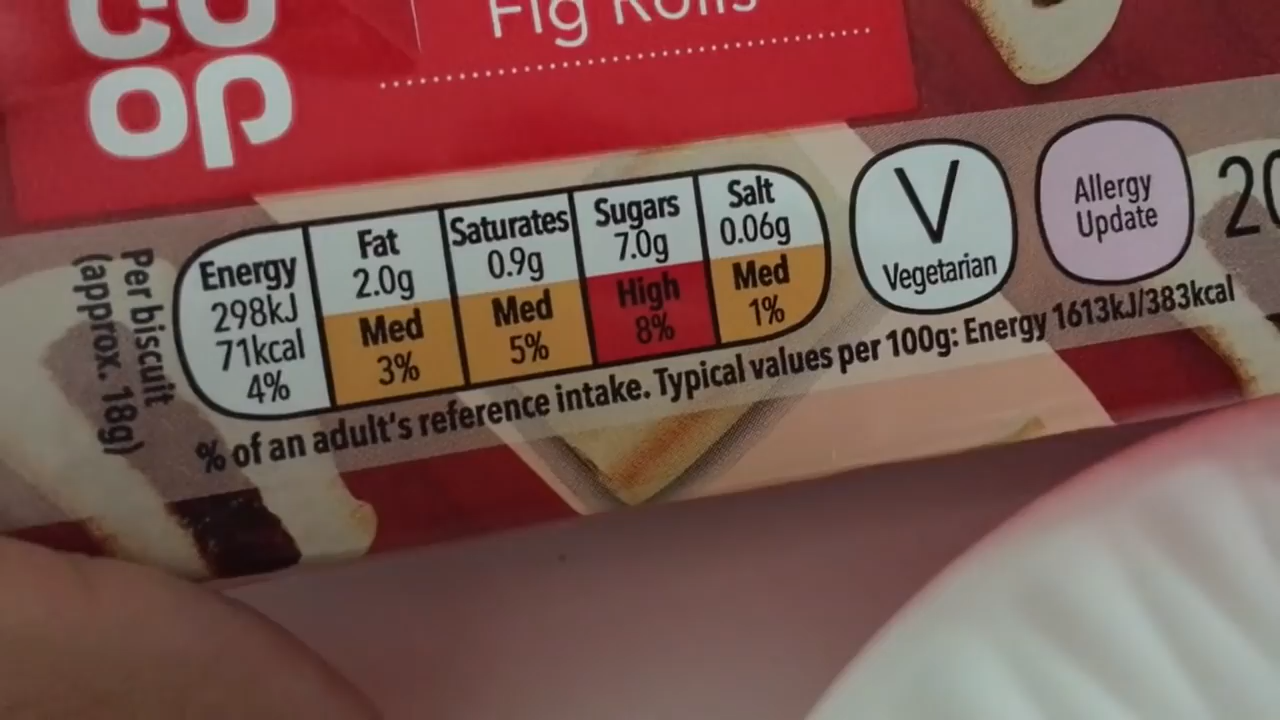 CO
OP
Fig Rolls
Per biscuit
(approx. 18g)
Energy
298kJ
71kcal
4%
Fat
2.0g
Med
3%
Saturates
0.9g
Med
5%
Sugars
7.0g
High
8%
Salt
0.06g
Med
1%
V
Vegetarian
Allergy
Update
% of an adult's reference intake. Typical values per 100g: Energy 1613kJ/383kcal